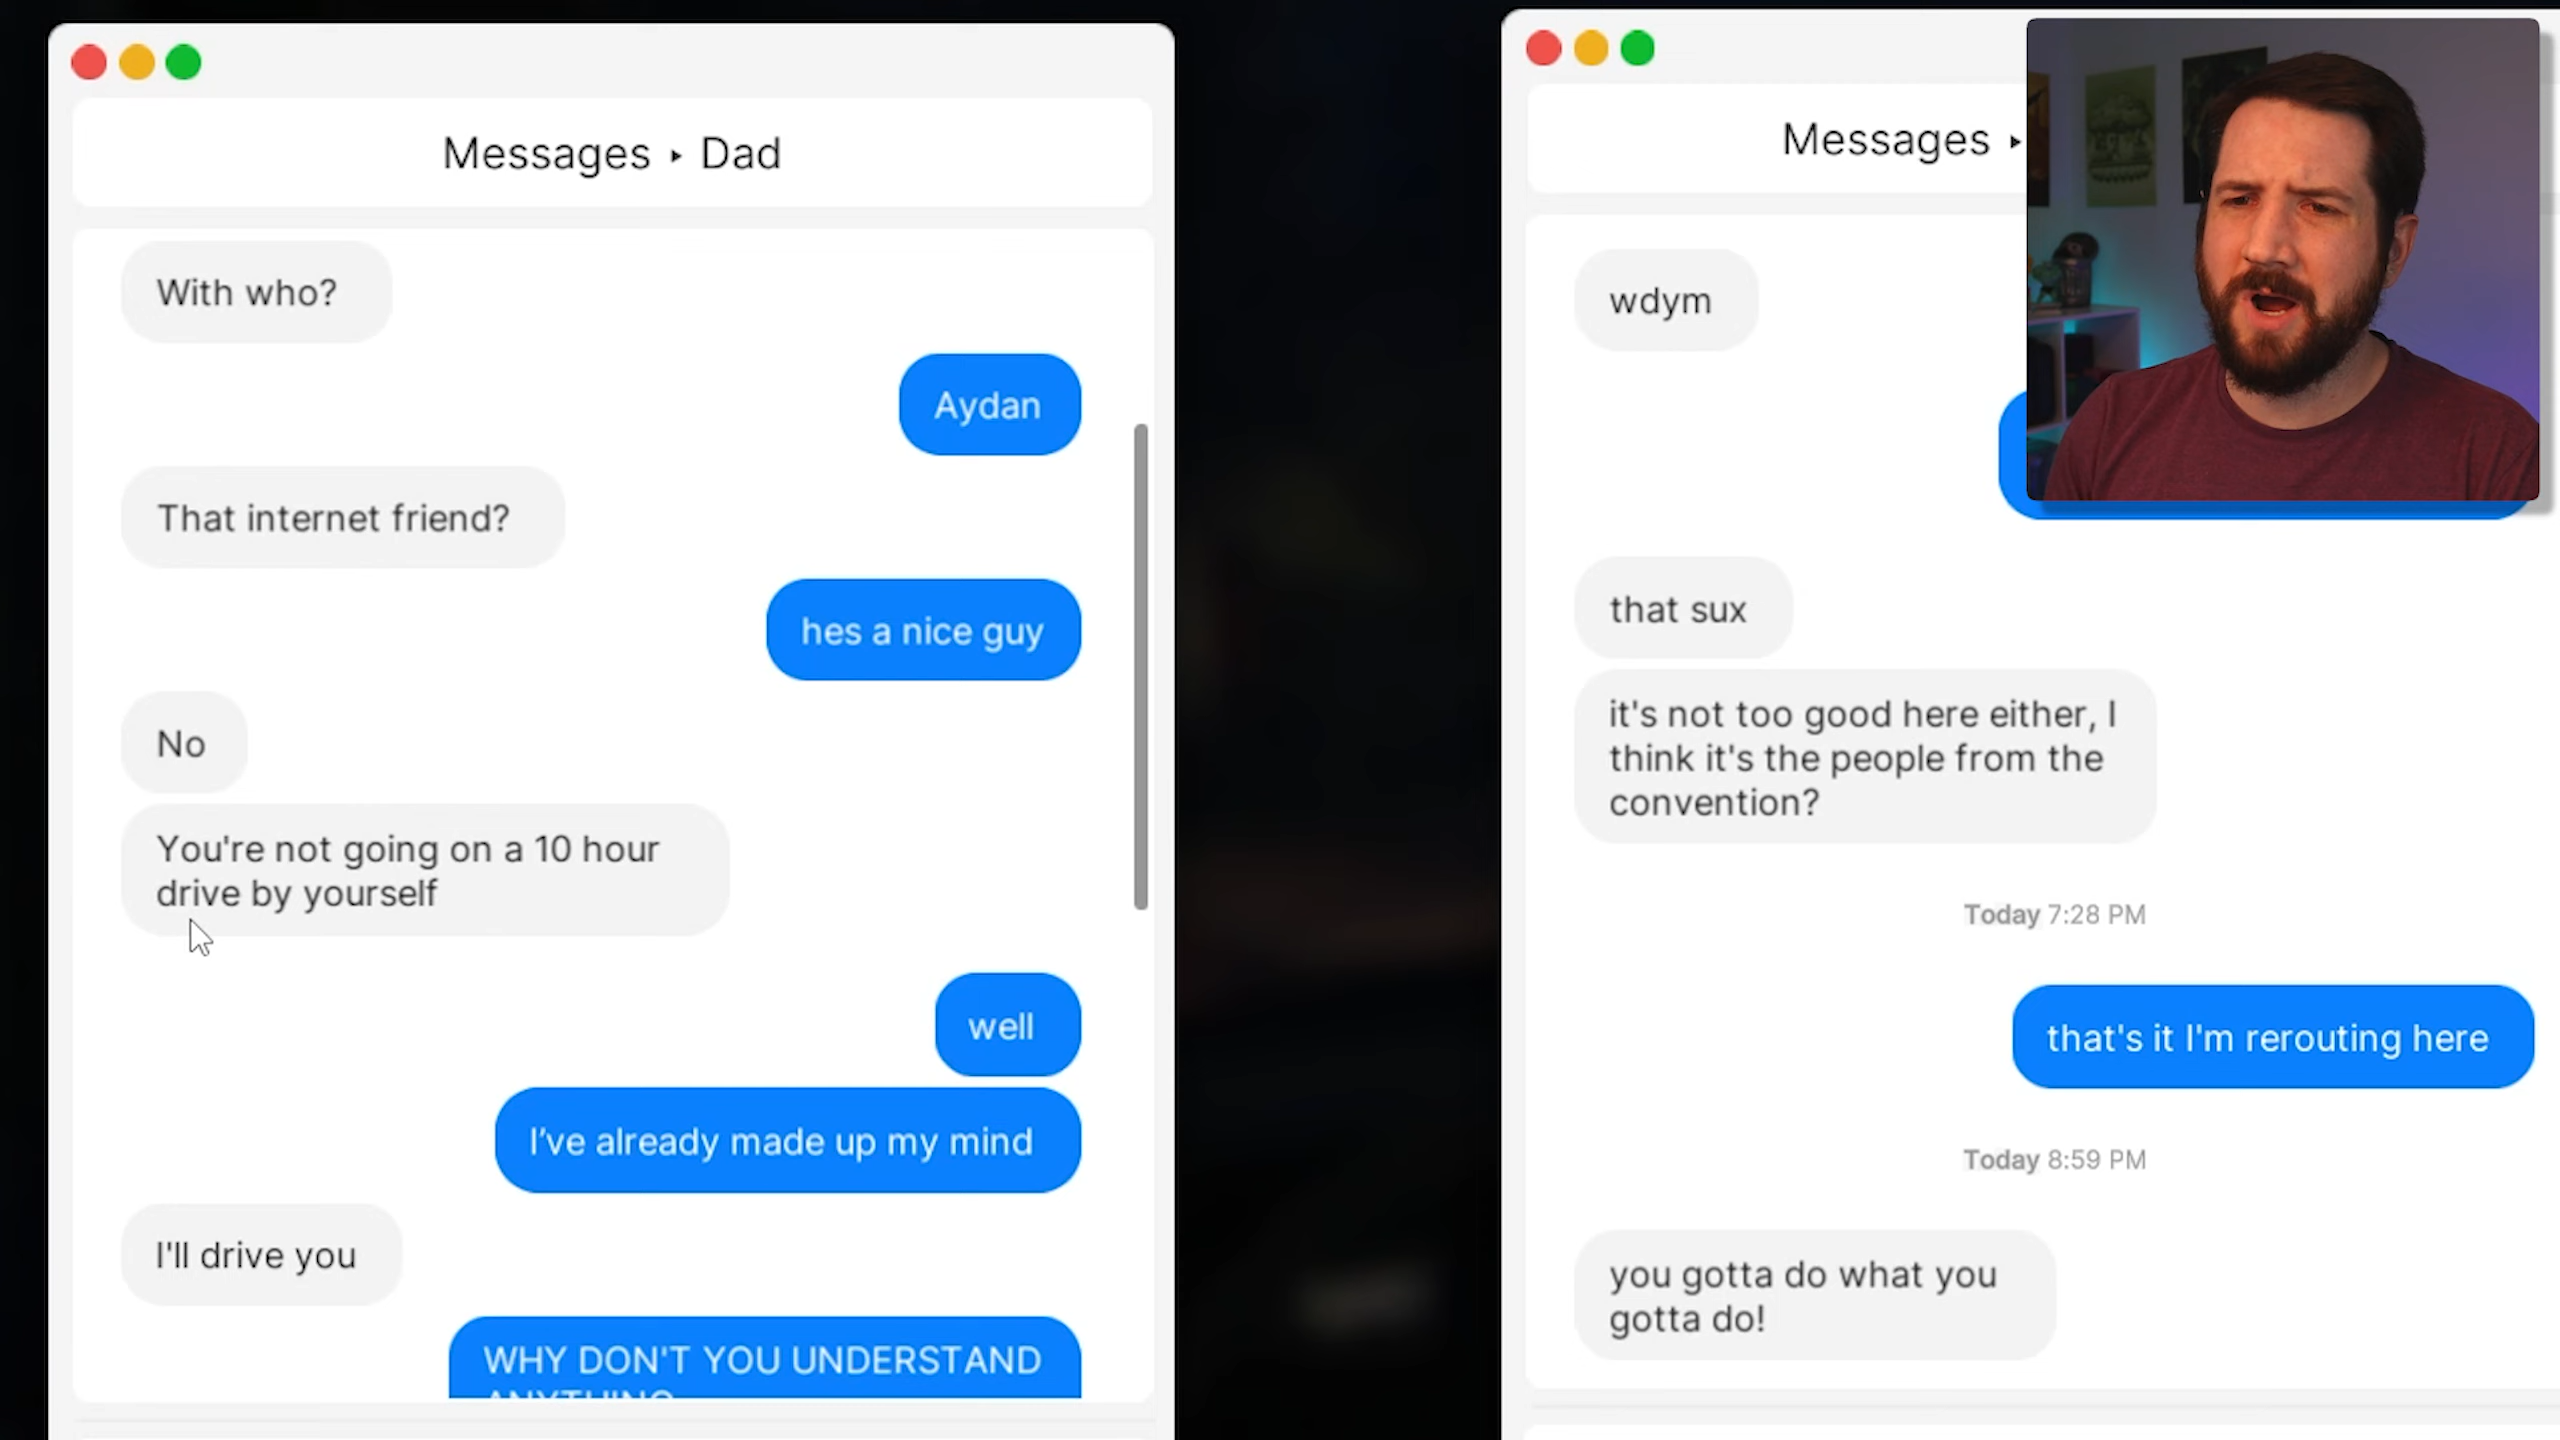 Messages ▸ Dad
With who?
Aydan
That internet friend?
hes a nice guy
No
You're not going on a 10 hour
drive by yourself
well
I've already made up my mind
I'll drive you
WHY DON'T YOU UNDERSTAND
Messages ▸
wdym
that sux
it's not too good here either, I
think it's the people from the
convention?
Today 7:28 PM
that's it I'm rerouting here
Today 8:59 PM
you gotta do what you
gotta do!